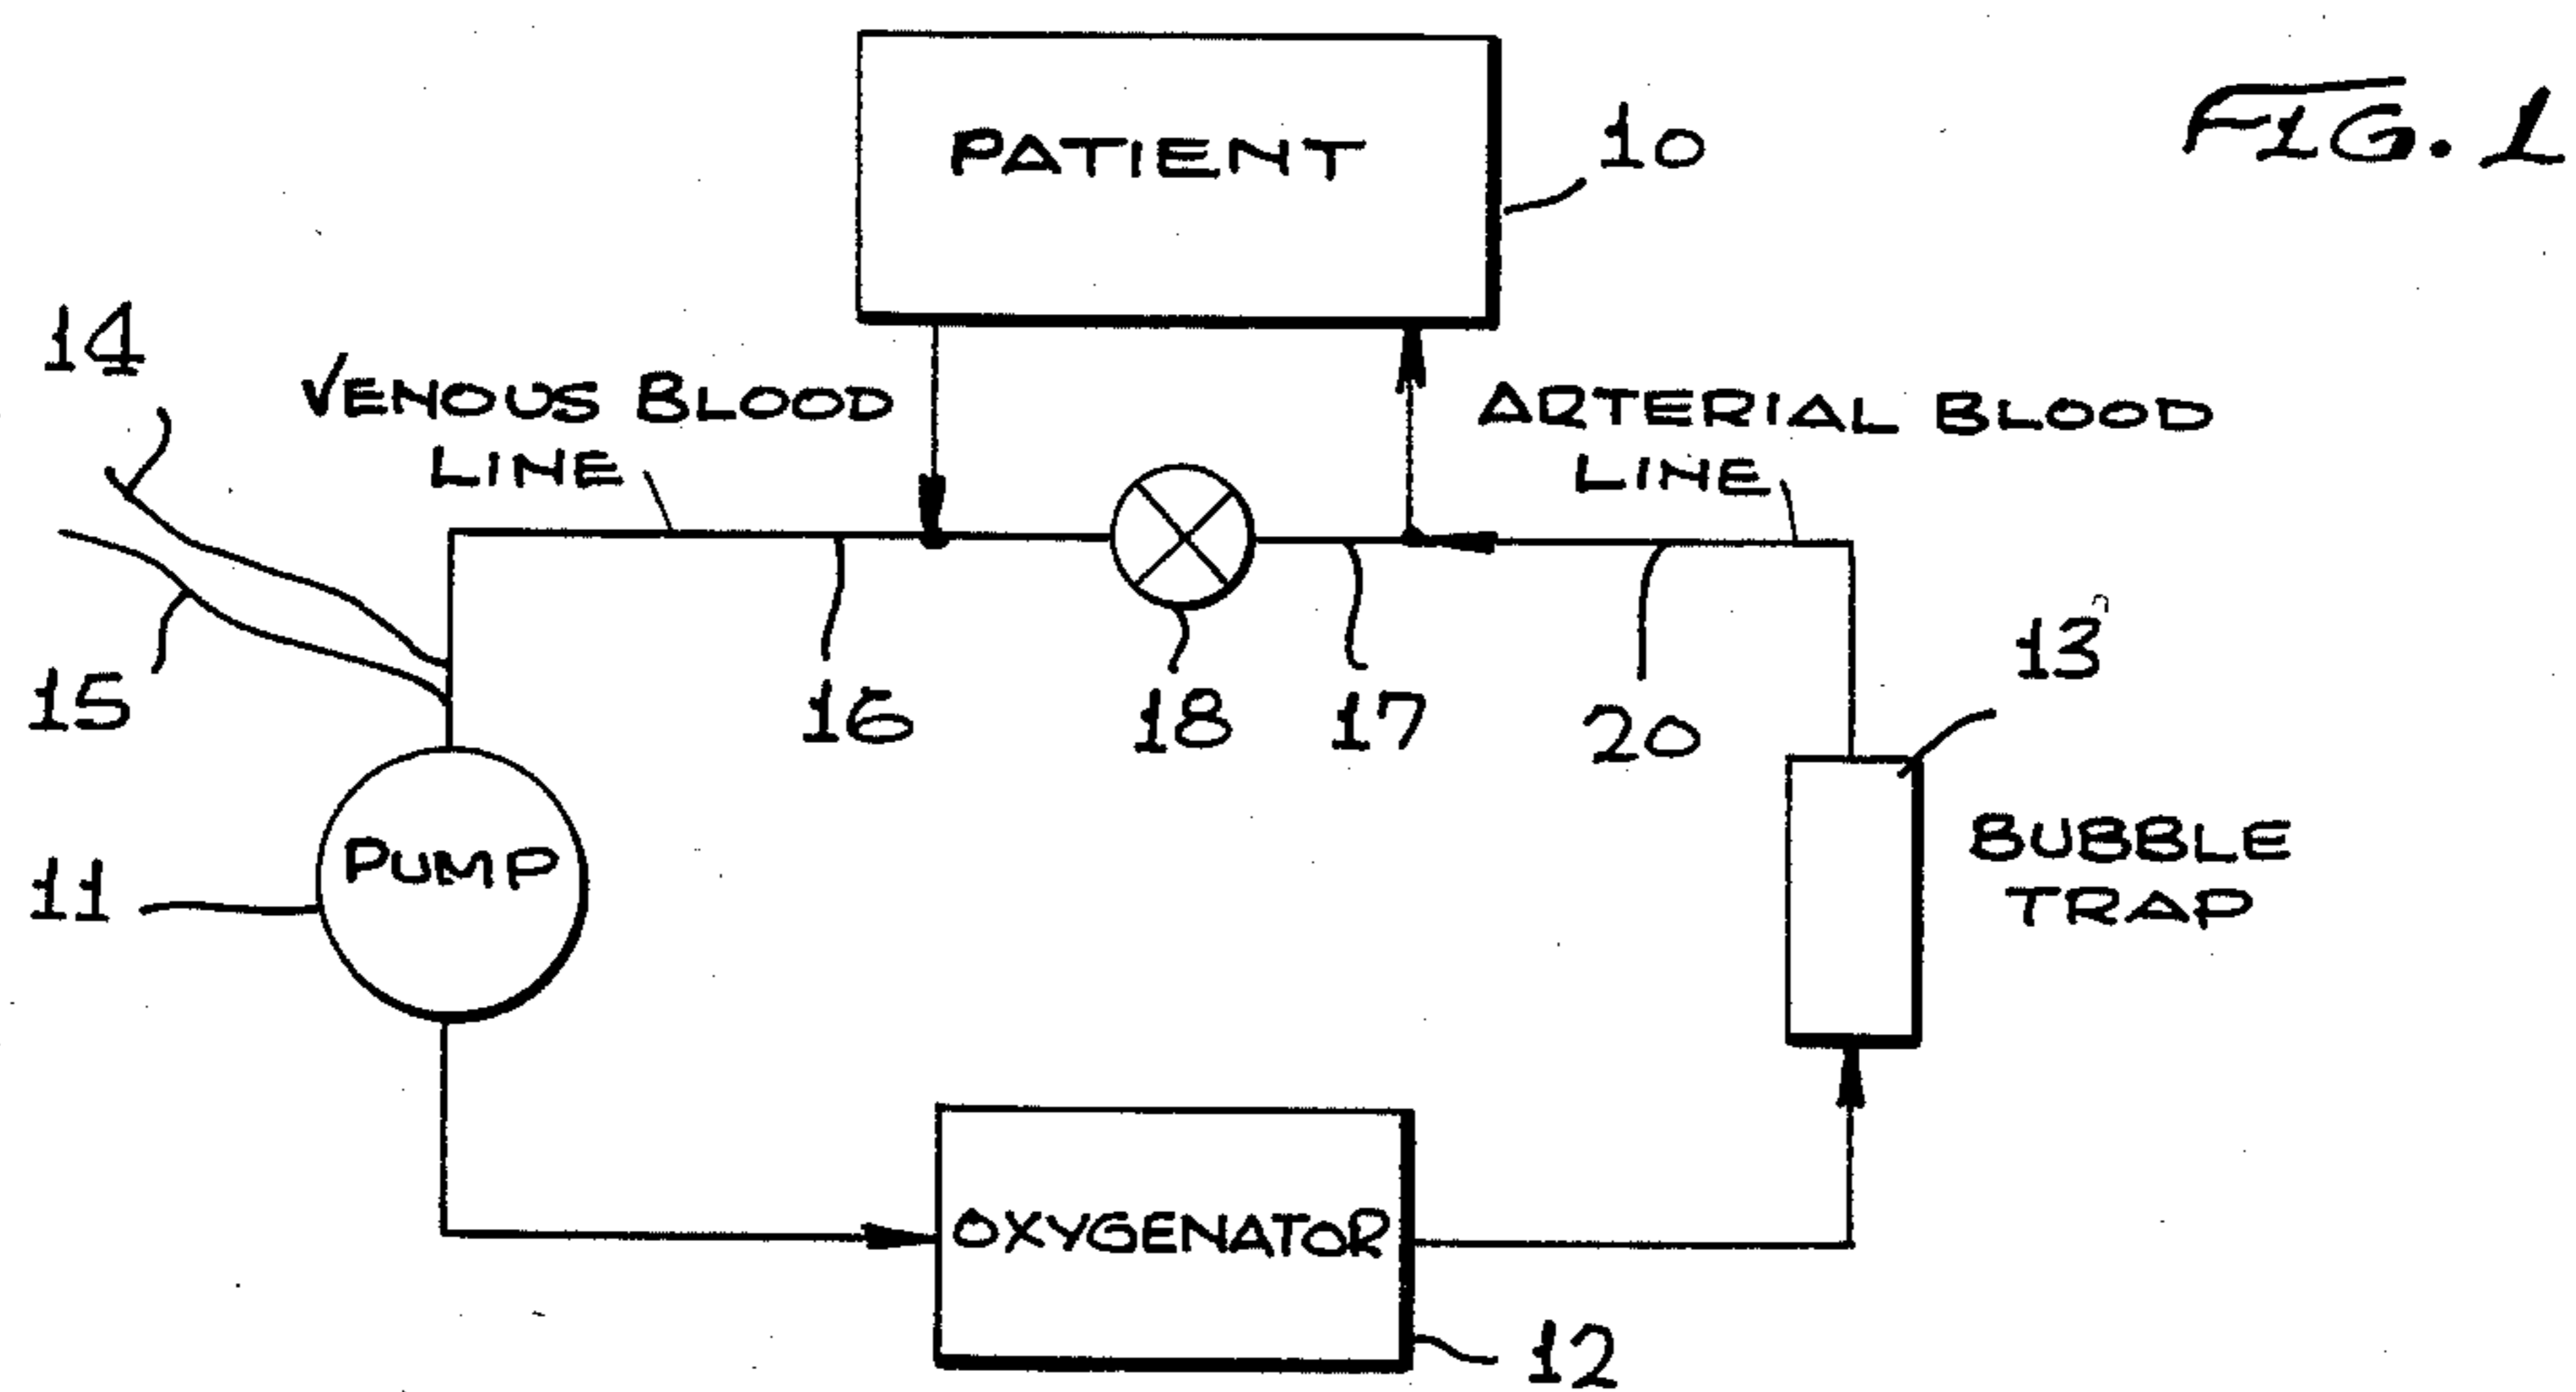 FIG. 1
PATIENT
10
14
VENOUS BLOOD
LINE
ARTERIAL BLOOD
LINE
15
16
18
17
20
13
PUMP
11
BUBBLE
TRAP
OXYGENATOR
12